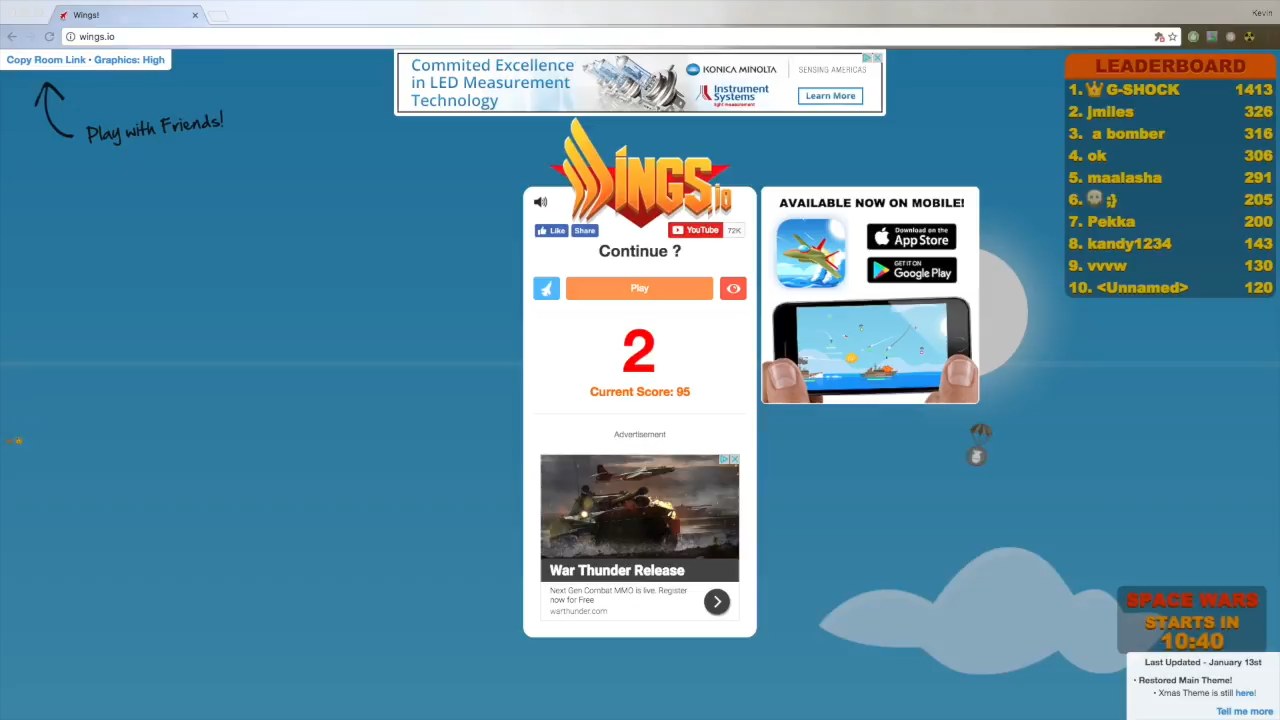 Wings!
Kevin
wings.io
Copy Room Link • Graphics: High
Play with Friends!
Commited Excellence
in LED Measurement
Technology
KONICA MINOLTA
SENSING AMERICAS
Instrument
Systems
light measurement
Learn More
WINGS.io
Like
Share
YouTube
72K
Continue ?
Play
2
Current Score: 95
Advertisement
War Thunder Release
Next Gen Combat MMO is live. Register
now for Free
warthunder.com
AVAILABLE NOW ON MOBILE!
Download on the
App Store
GET IT ON
Google Play
LEADERBOARD
1. G-SHOCK 1413
2. jmiles 326
3. a bomber 316
4. ok 306
5. maalasha 291
6. 💀 ;} 205
7. Pekka 200
8. kandy1234 143
9. vvvw 130
10. <Unnamed> 120
SPACE WARS
STARTS IN
10:40
Last Updated - January 13st
• Restored Main Theme!
• Xmas Theme is still here!
Tell me more